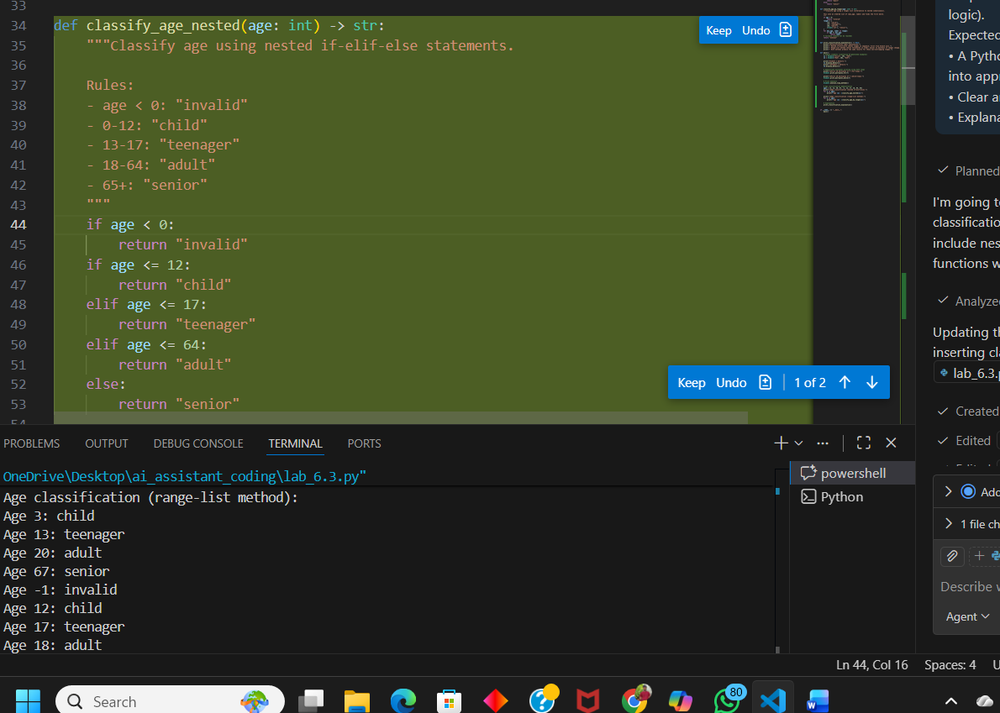 33
34 def classify_age_nested(age: int) -> str:
35 """Classify age using nested if-elif-else statements.
36
37 Rules:
38 - age < 0: "invalid"
39 - 0-12: "child"
40 - 13-17: "teenager"
41 - 18-64: "adult"
42 - 65+: "senior"
43 """
44 if age < 0:
45 return "invalid"
46 if age <= 12:
47 return "child"
48 elif age <= 17:
49 return "teenager"
50 elif age <= 64:
51 return "adult"
52 else:
53 return "senior"
54
Keep Undo
Keep Undo 1 of 2
logic).
Expected
• A Pytho
into appr
• Clear a
• Explana
Planned
I'm going t
classificatio
include nes
functions w
Analyze
Updating th
inserting cl
lab_6.3.p
Created
Edited
Edited
PROBLEMS OUTPUT DEBUG CONSOLE TERMINAL PORTS
OneDrive\Desktop\ai_assistant_coding\lab_6.3.py"
Age classification (range-list method):
Age 3: child
Age 13: teenager
Age 20: adult
Age 67: senior
Age -1: invalid
Age 12: child
Age 17: teenager
Age 18: adult
powershell
Python
Add
1 file ch
Describe w
Agent
Ln 44, Col 16 Spaces: 4 U
Search
80